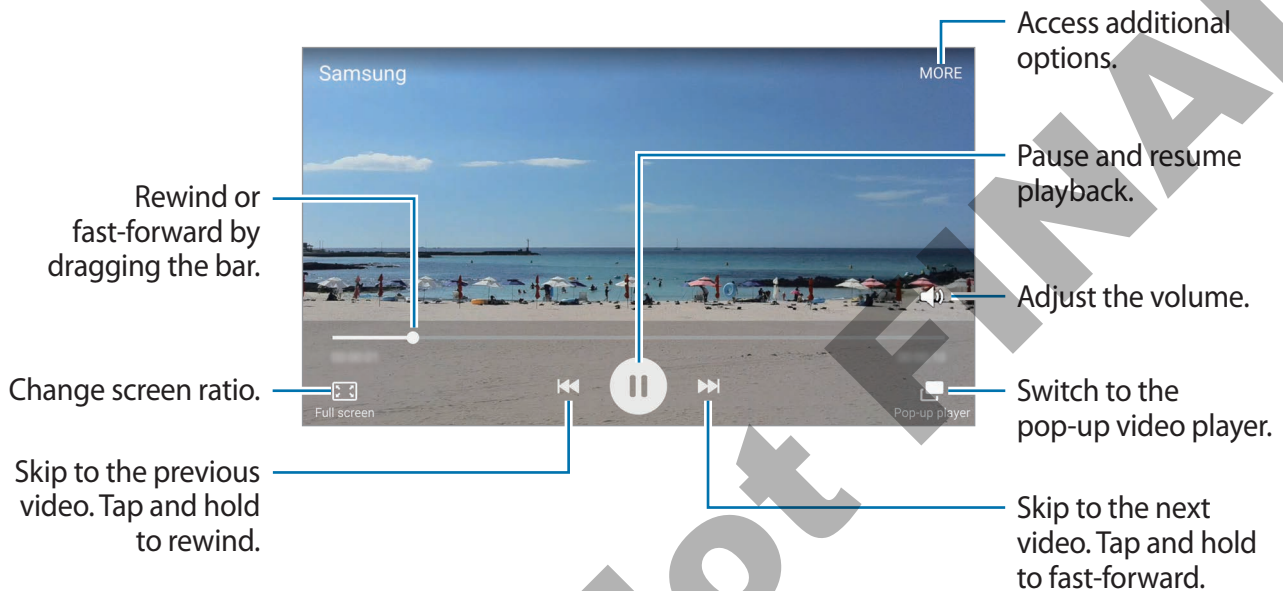 Access additional
options.
Samsung
MORE
Pause and resume
playback.
Rewind or
fast-forward by
dragging the bar.
Adjust the volume.
Change screen ratio.
Full screen
Pop-up player
Switch to the
pop-up video player.
Skip to the previous
video. Tap and hold
to rewind.
Skip to the next
video. Tap and hold
to fast-forward.